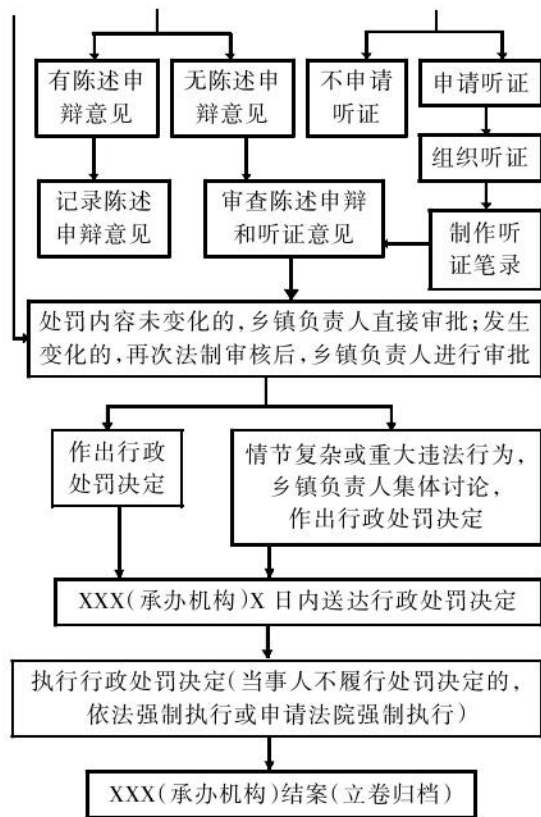 有陈述申
辩意见
无陈述申
辩意见
不申请
听证
申请听证
组织听证
记录陈述
申辩意见
审查陈述申辩
和听证意见
制作听
证笔录
处罚内容未变化的,乡镇负责人直接审批;发生
变化的,再次法制审核后,乡镇负责人进行审批
作出行政
处罚决定
情节复杂或重大违法行为,
乡镇负责人集体讨论,
作出行政处罚决定
XXX(承办机构)X 日内送达行政处罚决定
执行行政处罚决定(当事人不履行处罚决定的,
依法强制执行或申请法院强制执行)
XXX(承办机构)结案(立卷归档)